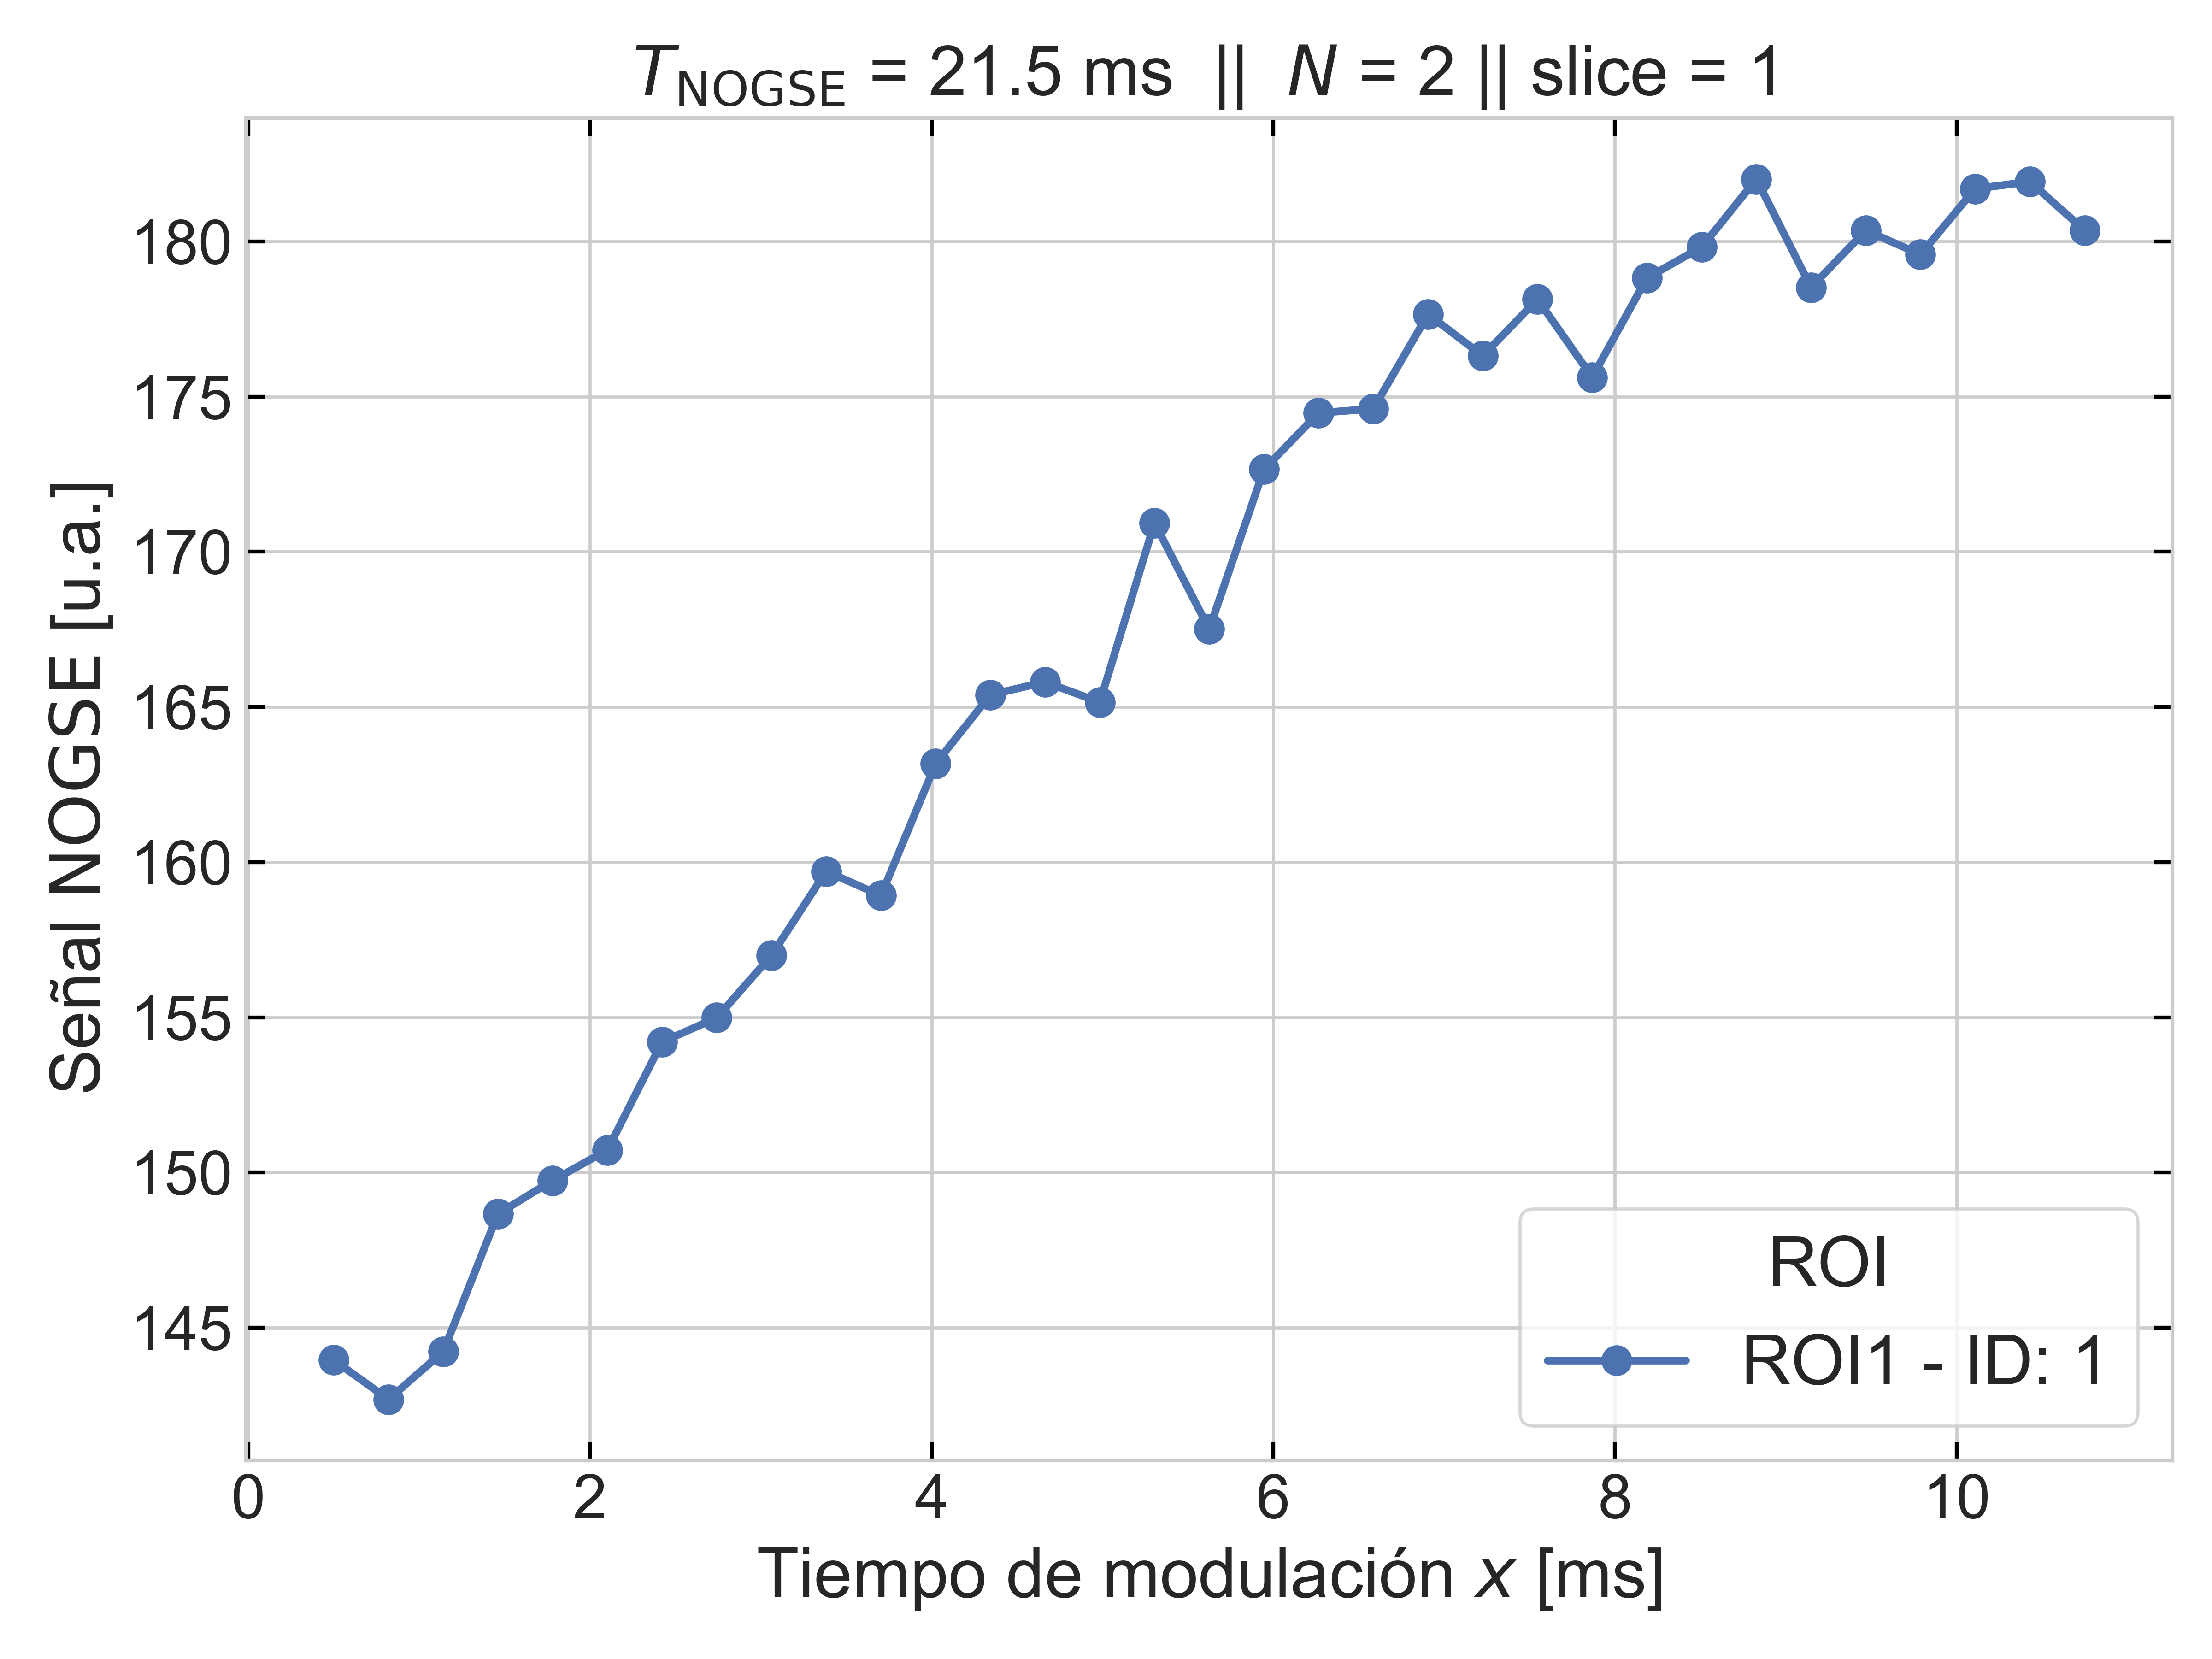 T_NOGSE = 21.5 ms || N = 2 || slice = 1
Señal NOGSE [u.a.]
180
175
170
165
160
155
150
145
0 2 4 6 8 10
Tiempo de modulación x [ms]
ROI
ROI1 - ID: 1